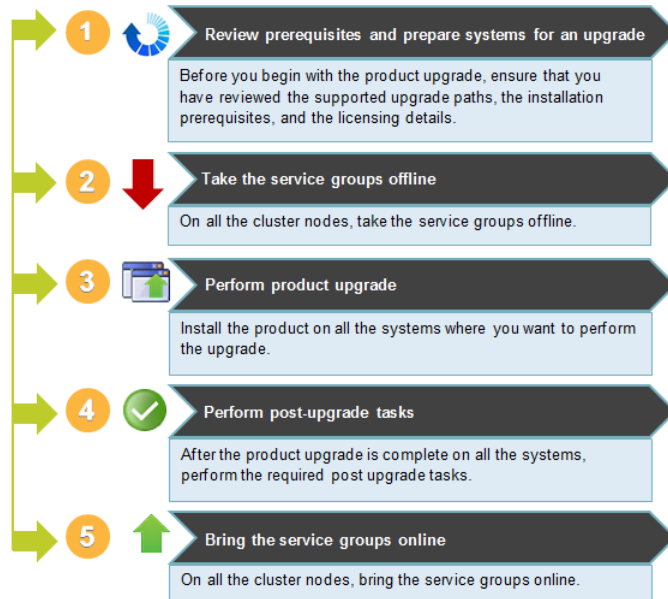 1
Review prerequisites and prepare systems for an upgrade
Before you begin with the product upgrade, ensure that you
have reviewed the supported upgrade paths, the installation
prerequisites, and the licensing details.
2
Take the service groups offline
On all the cluster nodes, take the service groups offline.
3
Perform product upgrade
Install the product on all the systems where you want to perform
the upgrade.
4
Perform post-upgrade tasks
After the product upgrade is complete on all the systems,
perform the required post upgrade tasks.
5
Bring the service groups online
On all the cluster nodes, bring the service groups online.